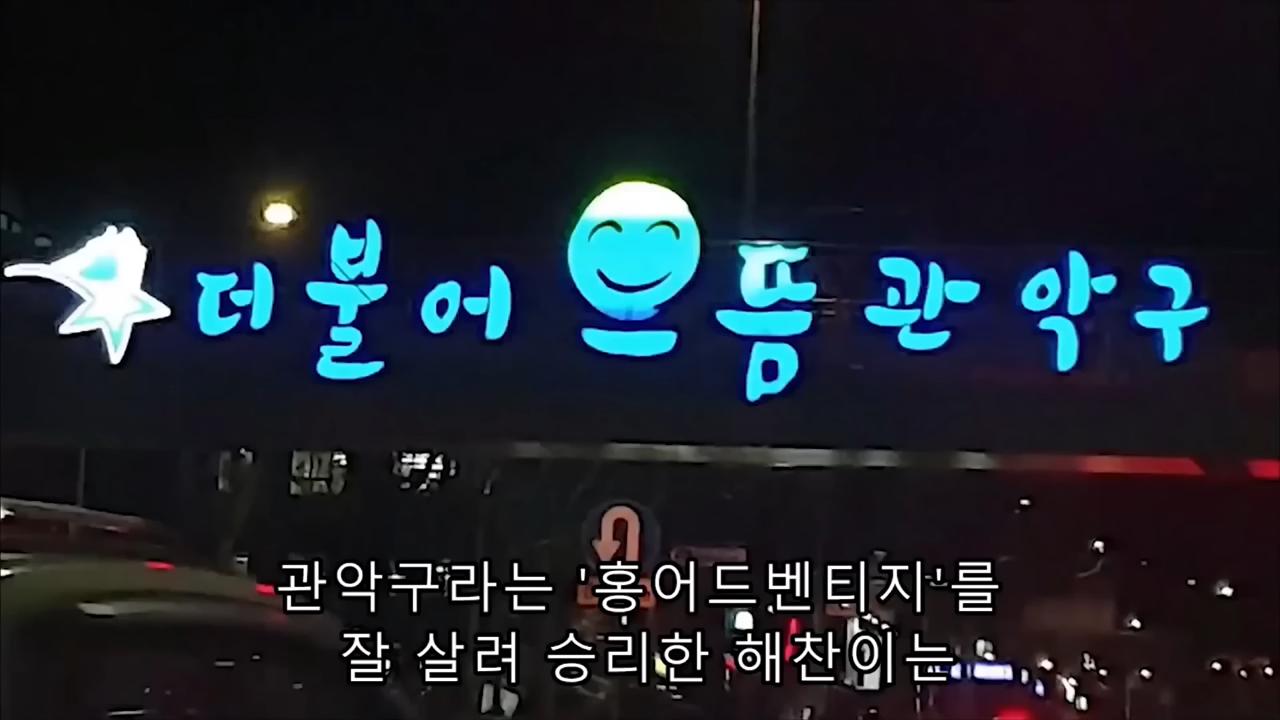 더불어 으뜸 관악구
관악구라는 '홍어드벤티지'를
잘 살려 승리한 해찬이는